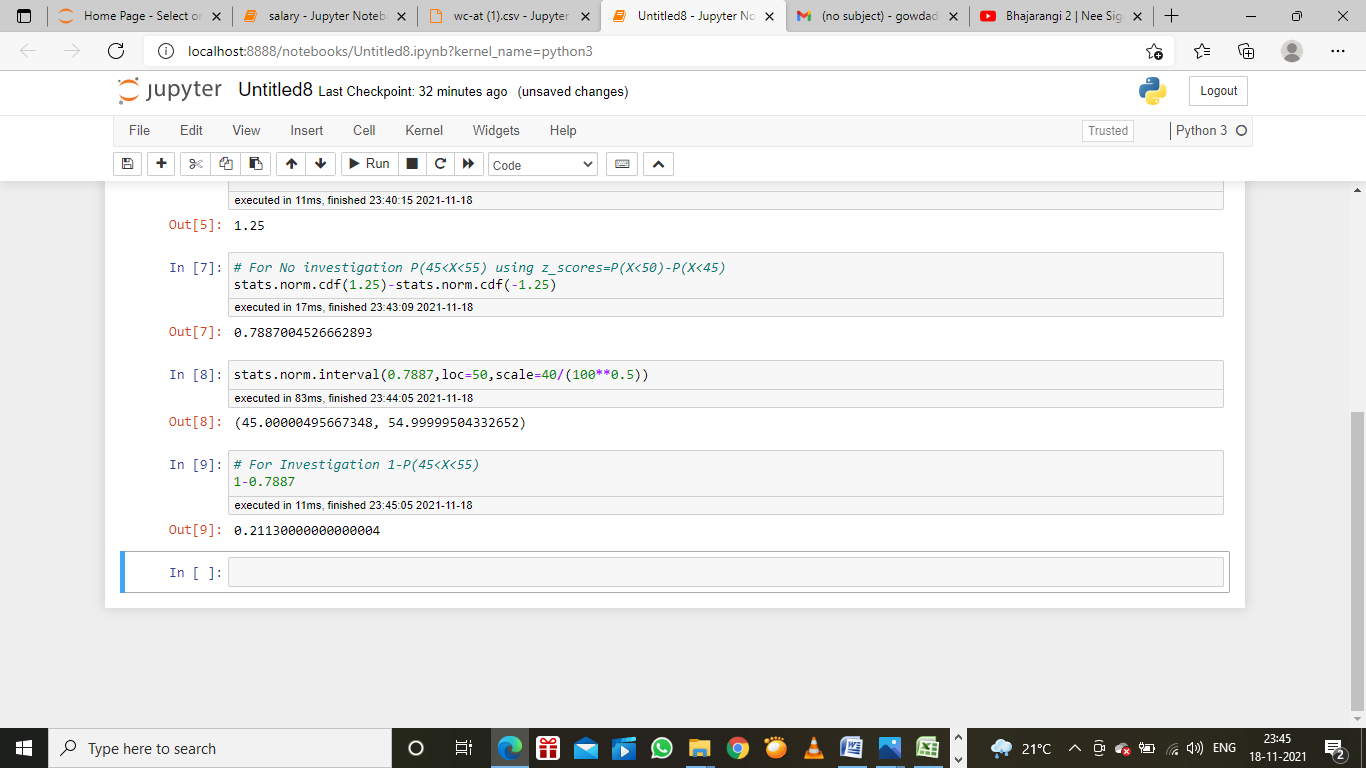 Home Page - Select or
salary - Jupyter Noteb
wc-at (1).csv - Jupyter
Untitled8 - Jupyter No
(no subject) - gowdad
Bhajarangi 2 | Nee Sig
localhost:8888/notebooks/Untitled8.ipynb?kernel_name=python3
jupyter Untitled8 Last Checkpoint: 32 minutes ago (unsaved changes)
Logout
File Edit View Insert Cell Kernel Widgets Help
Trusted
Python 3
Run
Code
executed in 11ms, finished 23:40:15 2021-11-18
Out[5]: 1.25
In [7]: # For No investigation P(45<X<55) using z_scores=P(X<50)-P(X<45)
stats.norm.cdf(1.25)-stats.norm.cdf(-1.25)
executed in 17ms, finished 23:43:09 2021-11-18
Out[7]: 0.7887004526662893
In [8]: stats.norm.interval(0.7887,loc=50,scale=40/(100**0.5))
executed in 83ms, finished 23:44:05 2021-11-18
Out[8]: (45.00000495667348, 54.99999504332652)
In [9]: # For Investigation 1-P(45<X<55)
1-0.7887
executed in 11ms, finished 23:45:05 2021-11-18
Out[9]: 0.21130000000000004
In [ ]:
Type here to search
21°C
ENG
23:45
18-11-2021
2